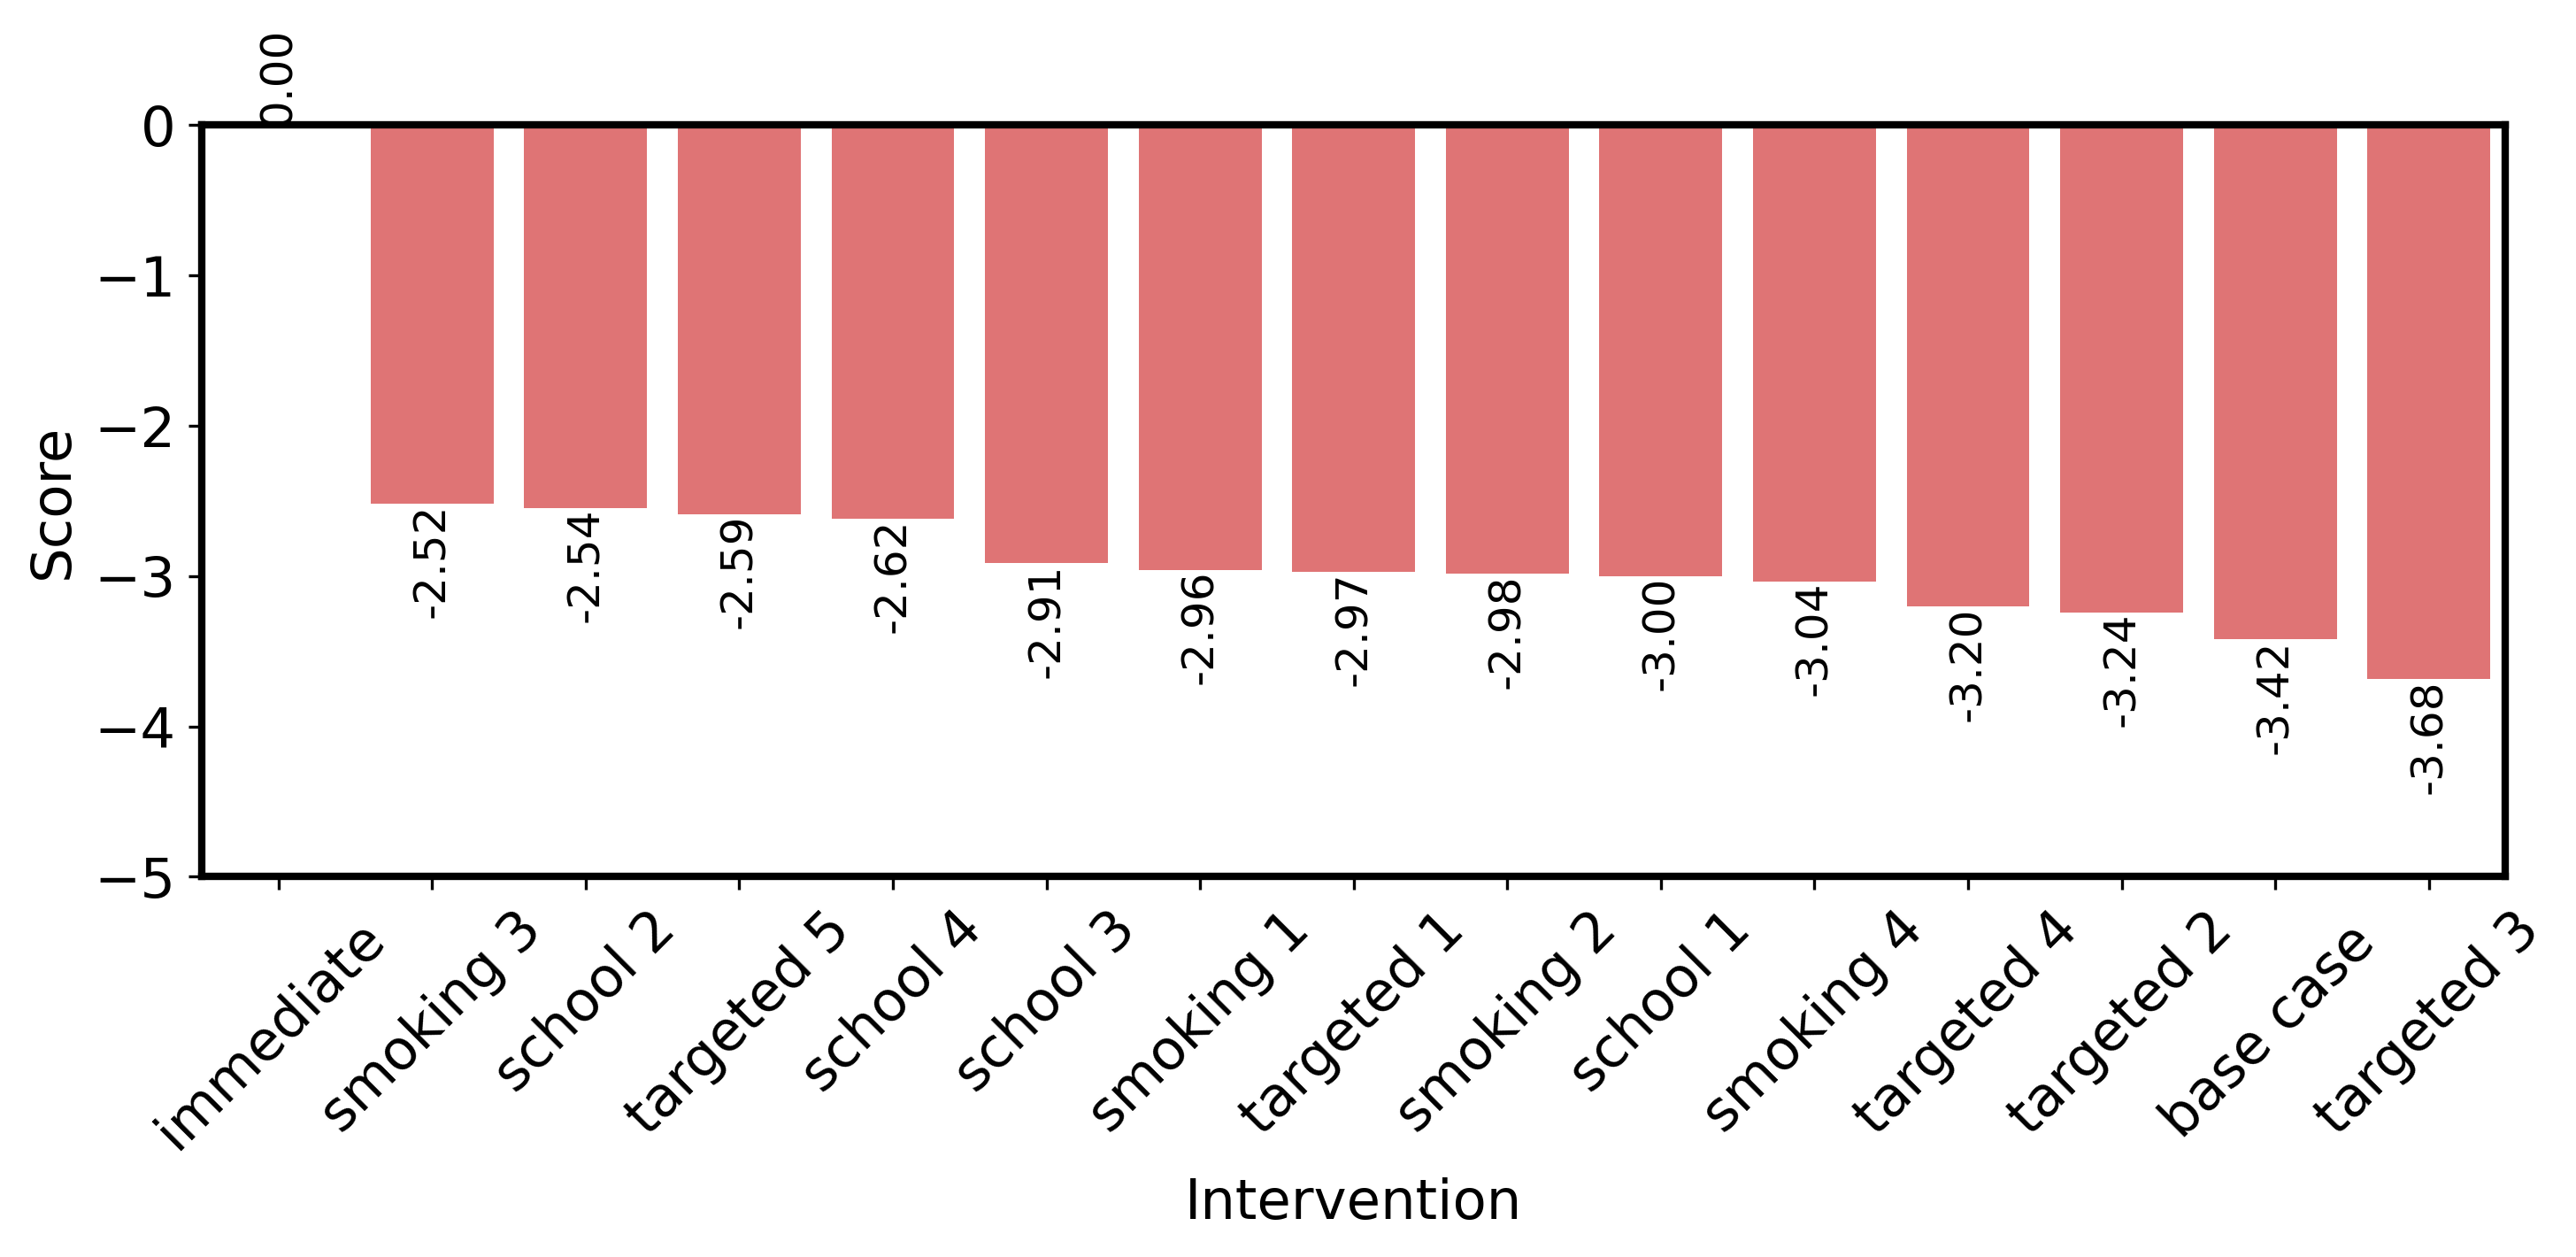 0.00
0
−1
−2
−3
−4
−5
Score
-2.52
-2.54
-2.59
-2.62
-2.91
-2.96
-2.97
-2.98
-3.00
-3.04
-3.20
-3.24
-3.42
-3.68
immediate
smoking 3
school 2
targeted 5
school 4
school 3
smoking 1
targeted 1
smoking 2
school 1
smoking 4
targeted 4
targeted 2
base case
targeted 3
Intervention